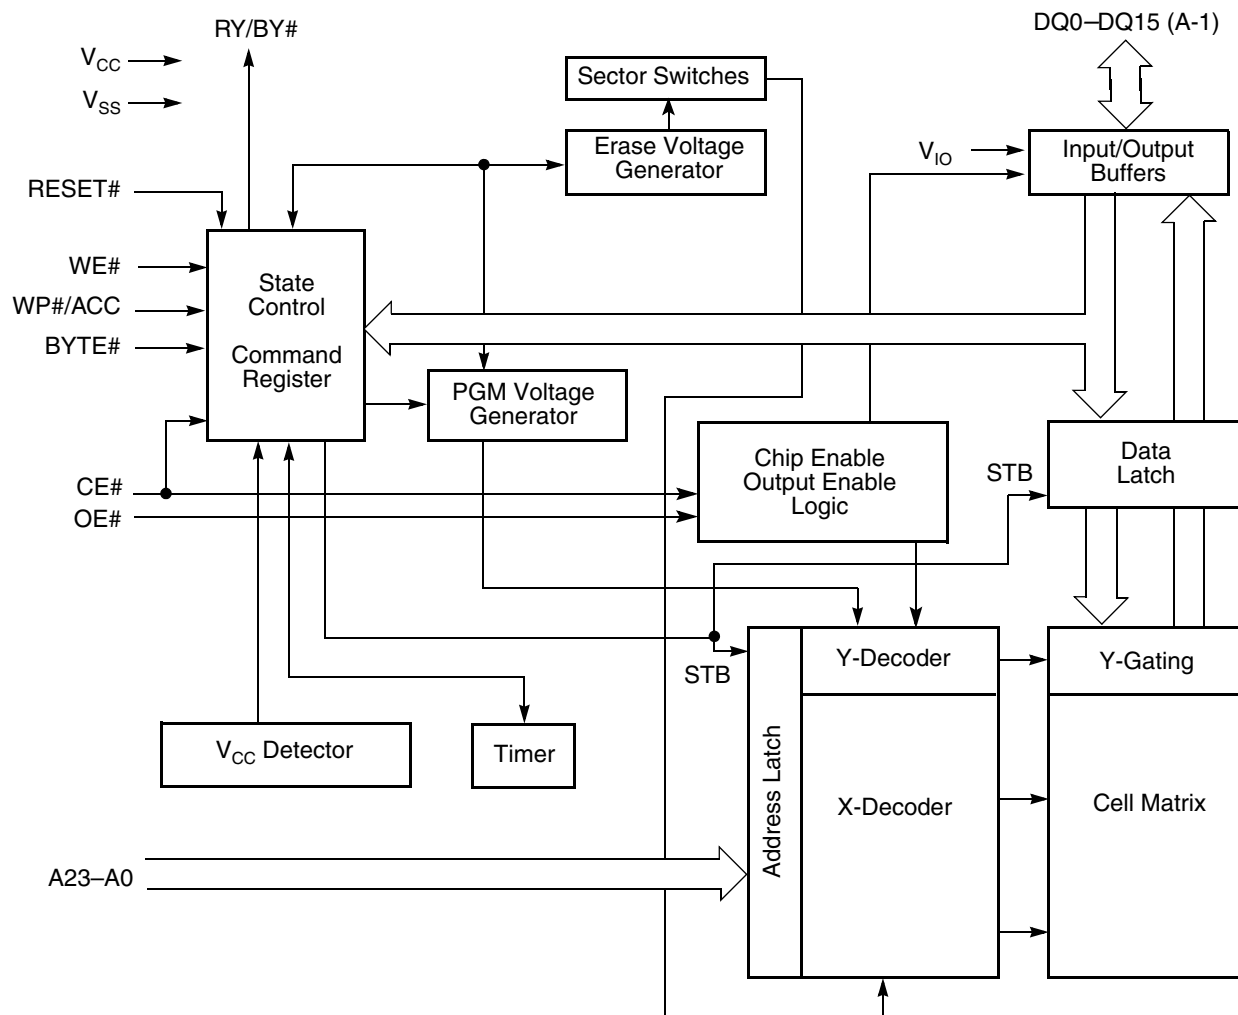 RY/BY#
DQ0–DQ15 (A-1)
VCC
VSS
Sector Switches
Erase Voltage
Generator
VIO
Input/Output
Buffers
RESET#
WE#
WP#/ACC
BYTE#
State
Control
Command
Register
PGM Voltage
Generator
CE#
OE#
Chip Enable
Output Enable
Logic
STB
Data
Latch
STB
Y-Decoder
Y-Gating
VCC Detector
Timer
Address Latch
X-Decoder
Cell Matrix
A23–A0